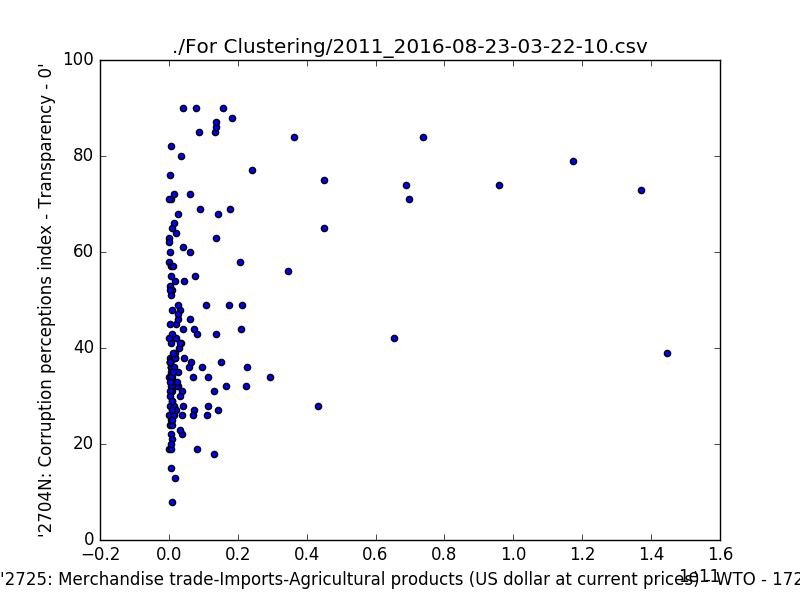 ./For Clustering/2011_2016-08-23-03-22-10.csv
'2704N: Corruption perceptions index - Transparency - 0'
100
80
60
40
20
0
−0.2 0.0 0.2 0.4 0.6 0.8 1.0 1.2 1.4 1.6
1e11
'2725: Merchandise trade-Imports-Agricultural products (US dollar at current prices) - WTO - 172